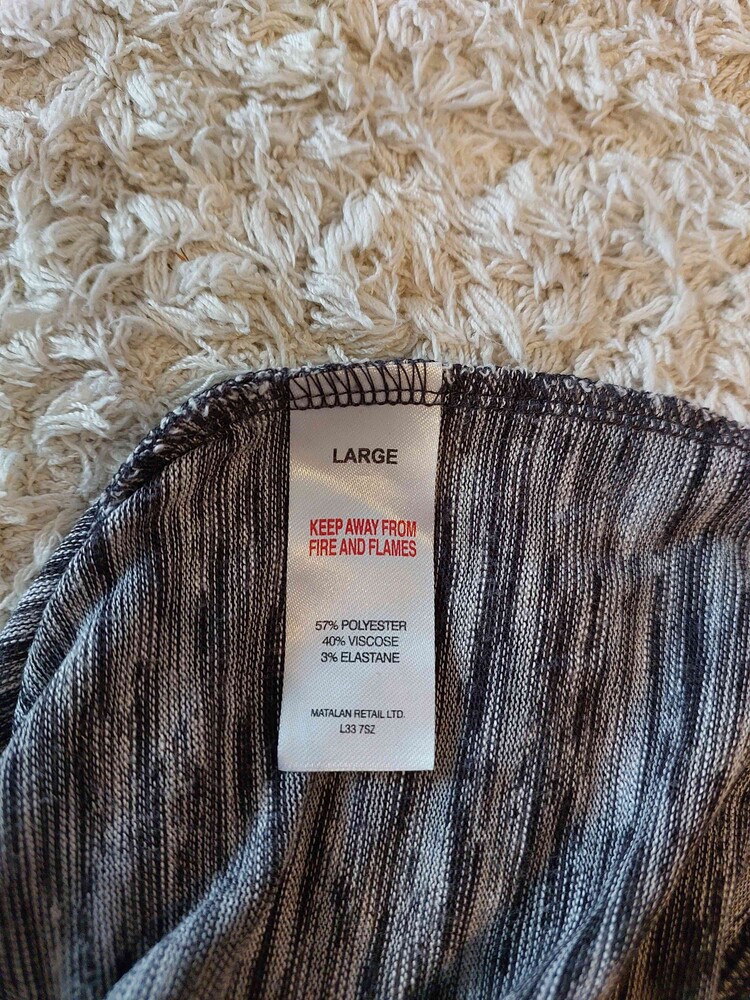 LARGE
KEEP AWAY FROM
FIRE AND FLAMES
57% POLYESTER
40% VISCOSE
3% ELASTANE
MATALAN RETAIL LTD.
L33 7SZ